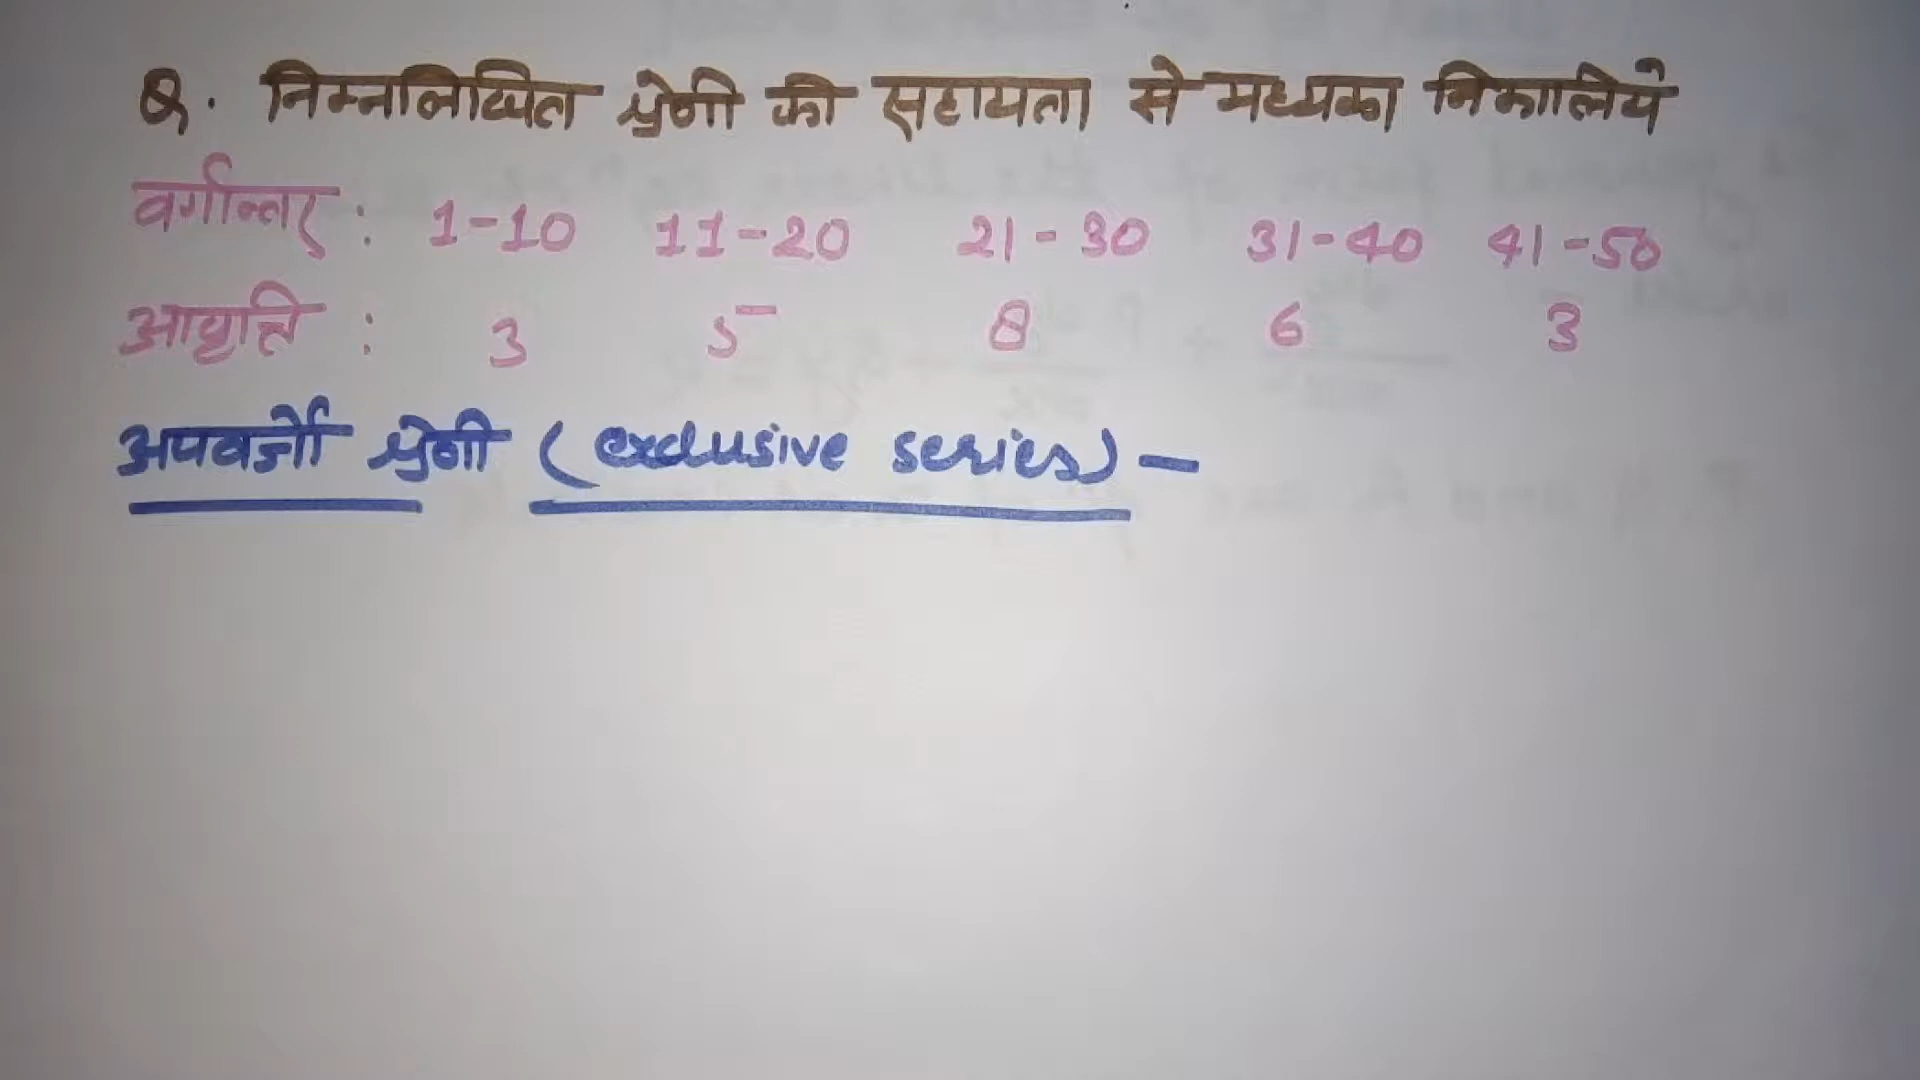 Q. निम्नलिखित श्रेणी की सहायता से मध्यका निकालिये
वर्गान्तर : 1-10 11-20 21-30 31-40 41-50
आवृत्ति : 3 5 8 6 3
अपवर्जी श्रेणी (exclusive series) -